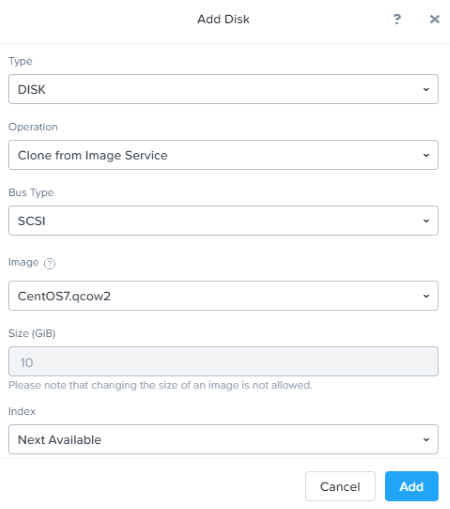 Add Disk
?
Type
DISK
Operation
Clone from Image Service
Bus Type
SCSI
Image ?
CentOS7.qcow2
Size (GiB)
10
Please note that changing the size of an image is not allowed.
Index
Next Available
Cancel Add